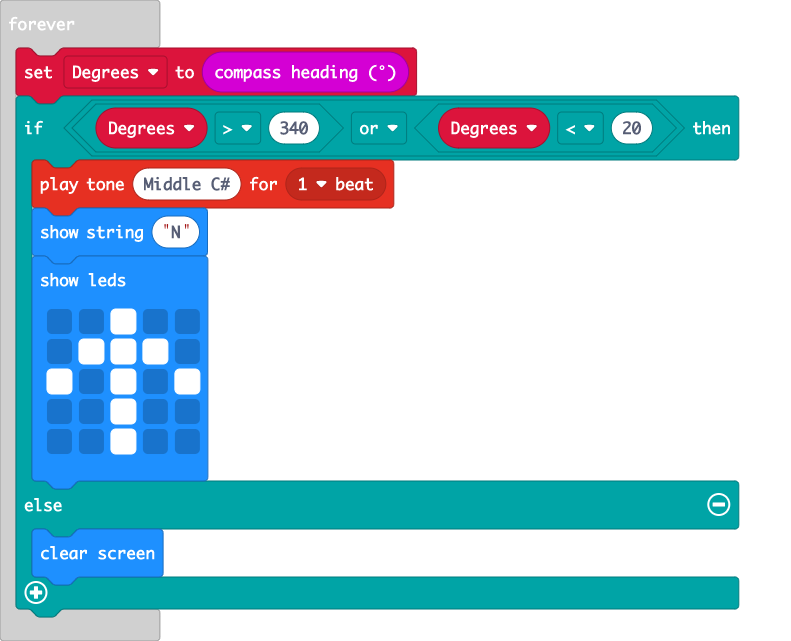 forever
set Degrees to compass heading (°)
if Degrees > 340 or Degrees < 20 then
play tone Middle C# for 1 beat
show string "N"
show leds
else
clear screen